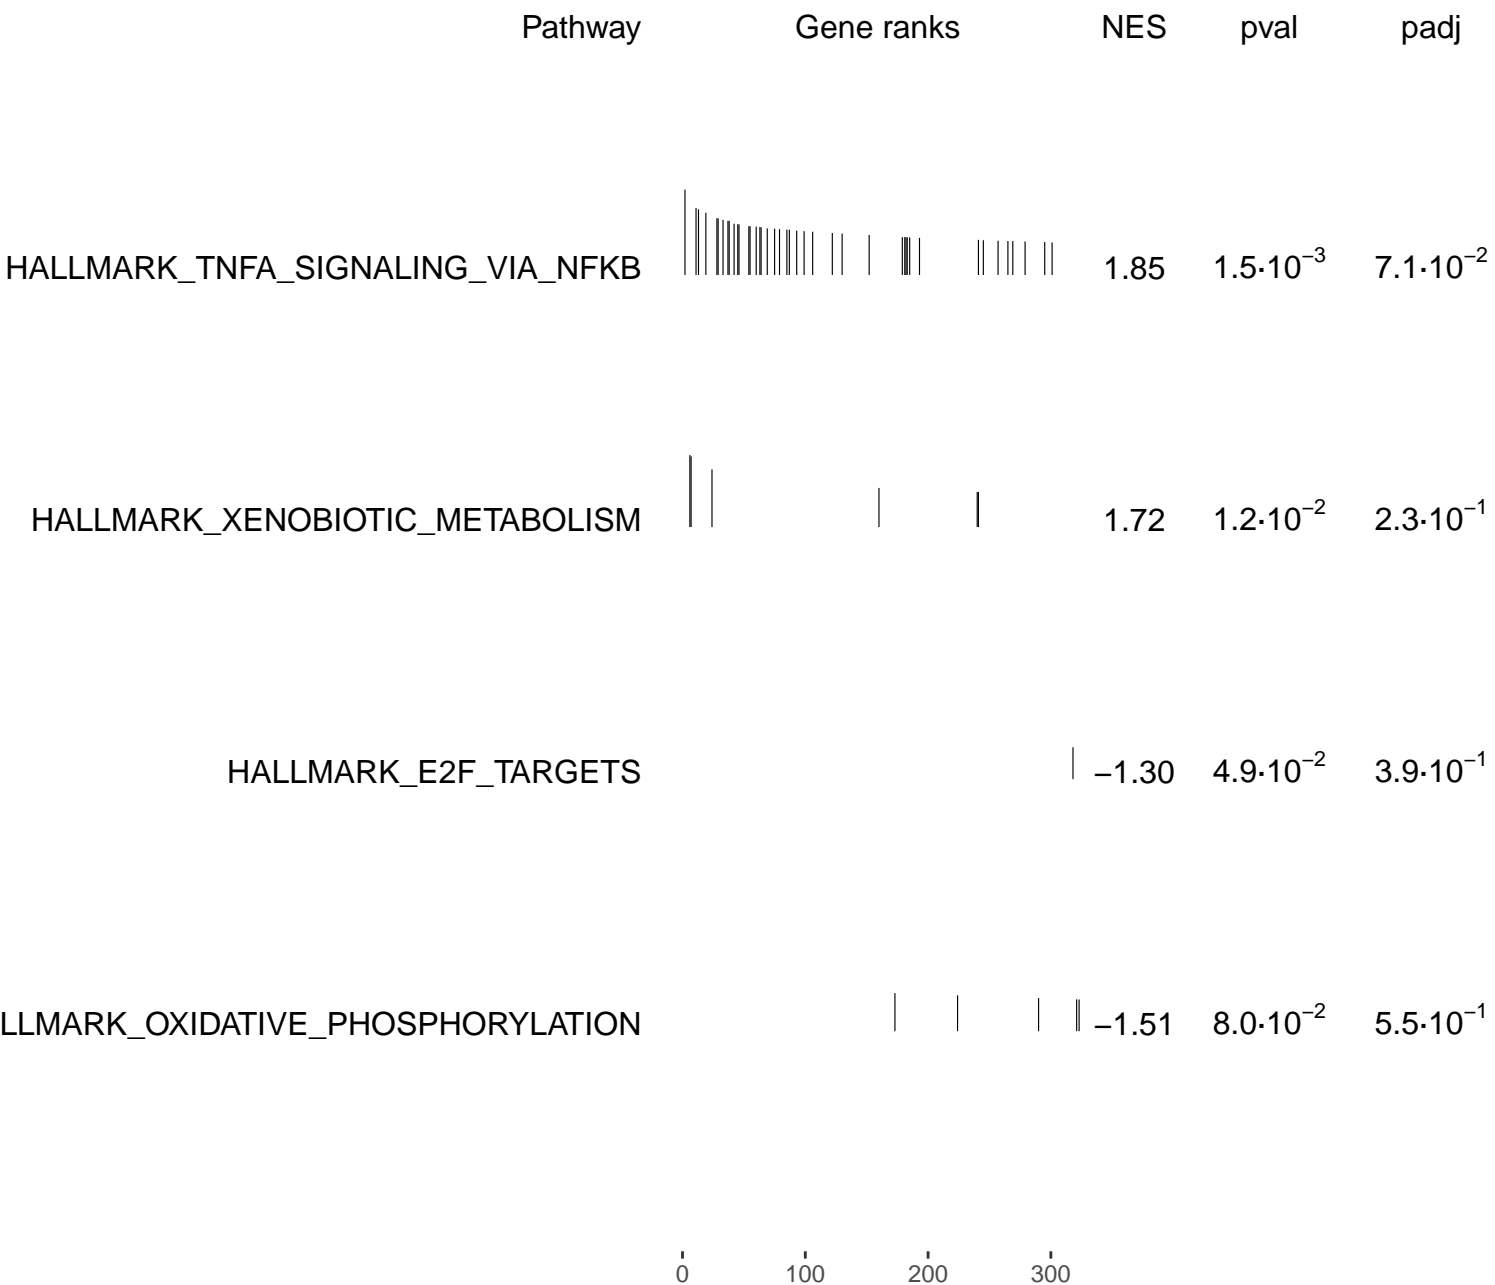 Pathway Gene ranks NES pval padj
HALLMARK_TNFA_SIGNALING_VIA_NFKB 1.85 1.5·10⁻³ 7.1·10⁻²
HALLMARK_XENOBIOTIC_METABOLISM 1.72 1.2·10⁻² 2.3·10⁻¹
HALLMARK_E2F_TARGETS −1.30 4.9·10⁻² 3.9·10⁻¹
LLMARK_OXIDATIVE_PHOSPHORYLATION −1.51 8.0·10⁻² 5.5·10⁻¹
0 100 200 300